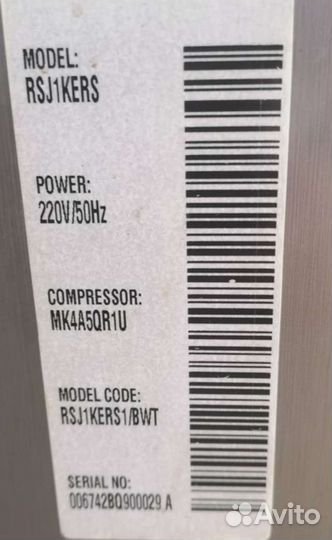 MODEL:
RSJ1KERS
POWER:
220V/50Hz
COMPRESSOR:
MK4A5QR1U
MODEL CODE:
RSJ1KERS1/BWT
SERIAL NO:
006742BQ900029 A
Avito